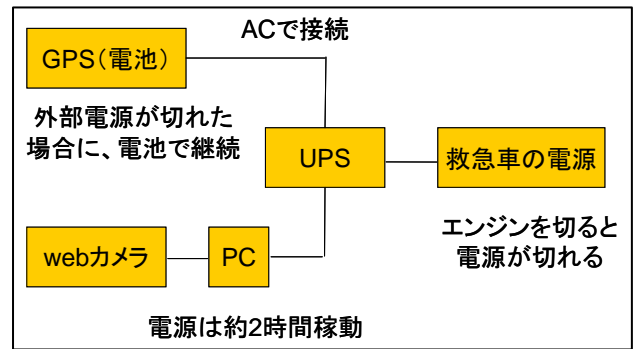 ACで接続
GPS(電池)
外部電源が切れた
場合に、電池で継続
UPS
救急車の電源
エンジンを切ると
電源が切れる
webカメラ
PC
電源は約2時間稼動